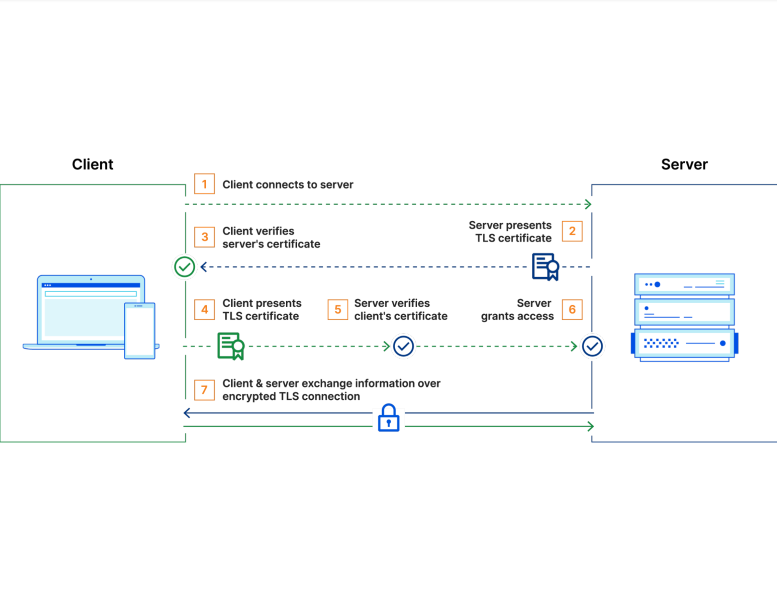 Client
Server
1
Client connects to server
Server presents
TLS certificate
2
3
Client verifies
server's certificate
4
Client presents
TLS certificate
5
Server verifies
client's certificate
Server
grants access
6
7
Client & server exchange information over
encrypted TLS connection